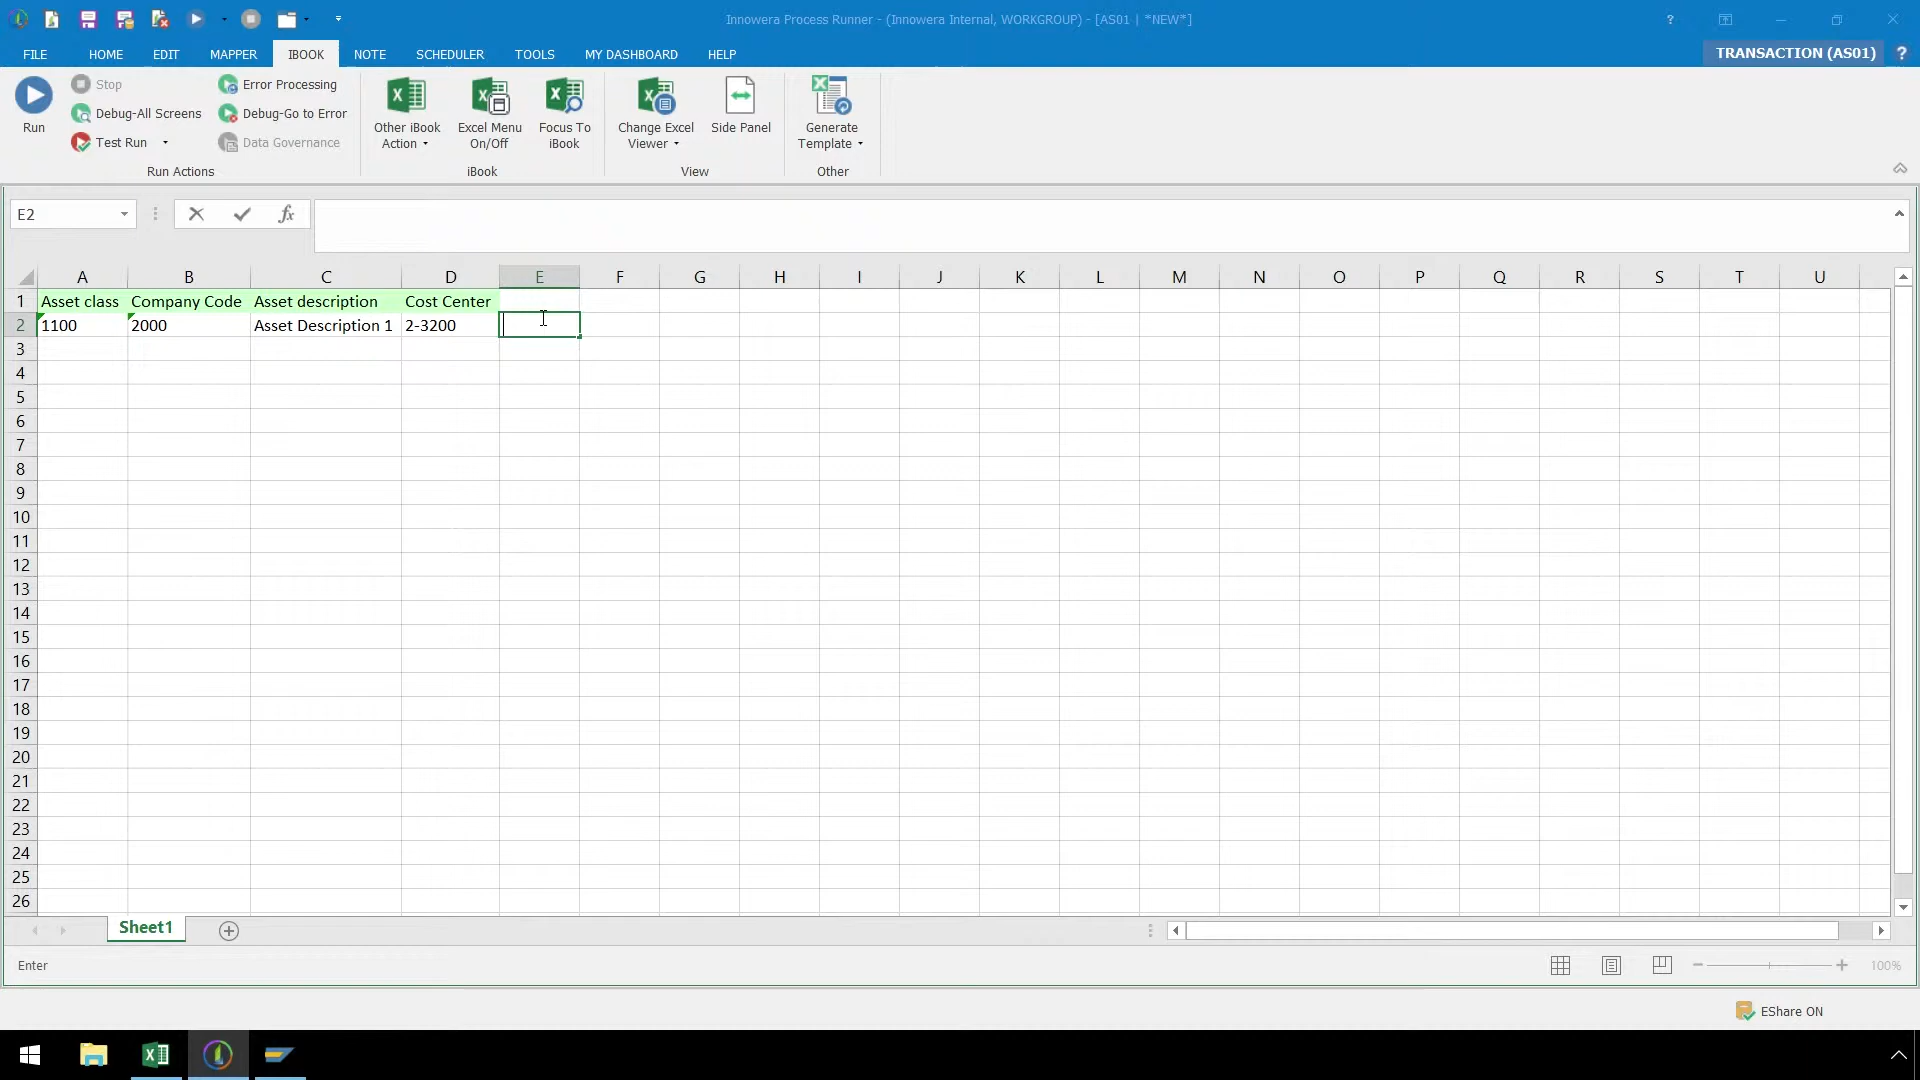 Innowera Process Runner - (Innowera Internal, WORKGROUP) - [AS01 | *NEW*]
?
FILE HOME EDIT MAPPER IBOOK NOTE SCHEDULER TOOLS MY DASHBOARD HELP
TRANSACTION (AS01) ?
Run
Stop
Debug-All Screens
Test Run
Error Processing
Debug-Go to Error
Data Governance
Run Actions
Other iBook
Action
Excel Menu
On/Off
Focus To
iBook
iBook
Change Excel
Viewer
Side Panel
View
Generate
Template
Other
E2 fx
A B C D E F G H I J K L M N O P Q R S T U
1 Asset class Company Code Asset description Cost Center
2 1100 2000 Asset Description 1 2-3200
3
4
5
6
7
8
9
10
11
12
13
14
15
16
17
18
19
20
21
22
23
24
25
26
Sheet1
Enter
100%
EShare ON